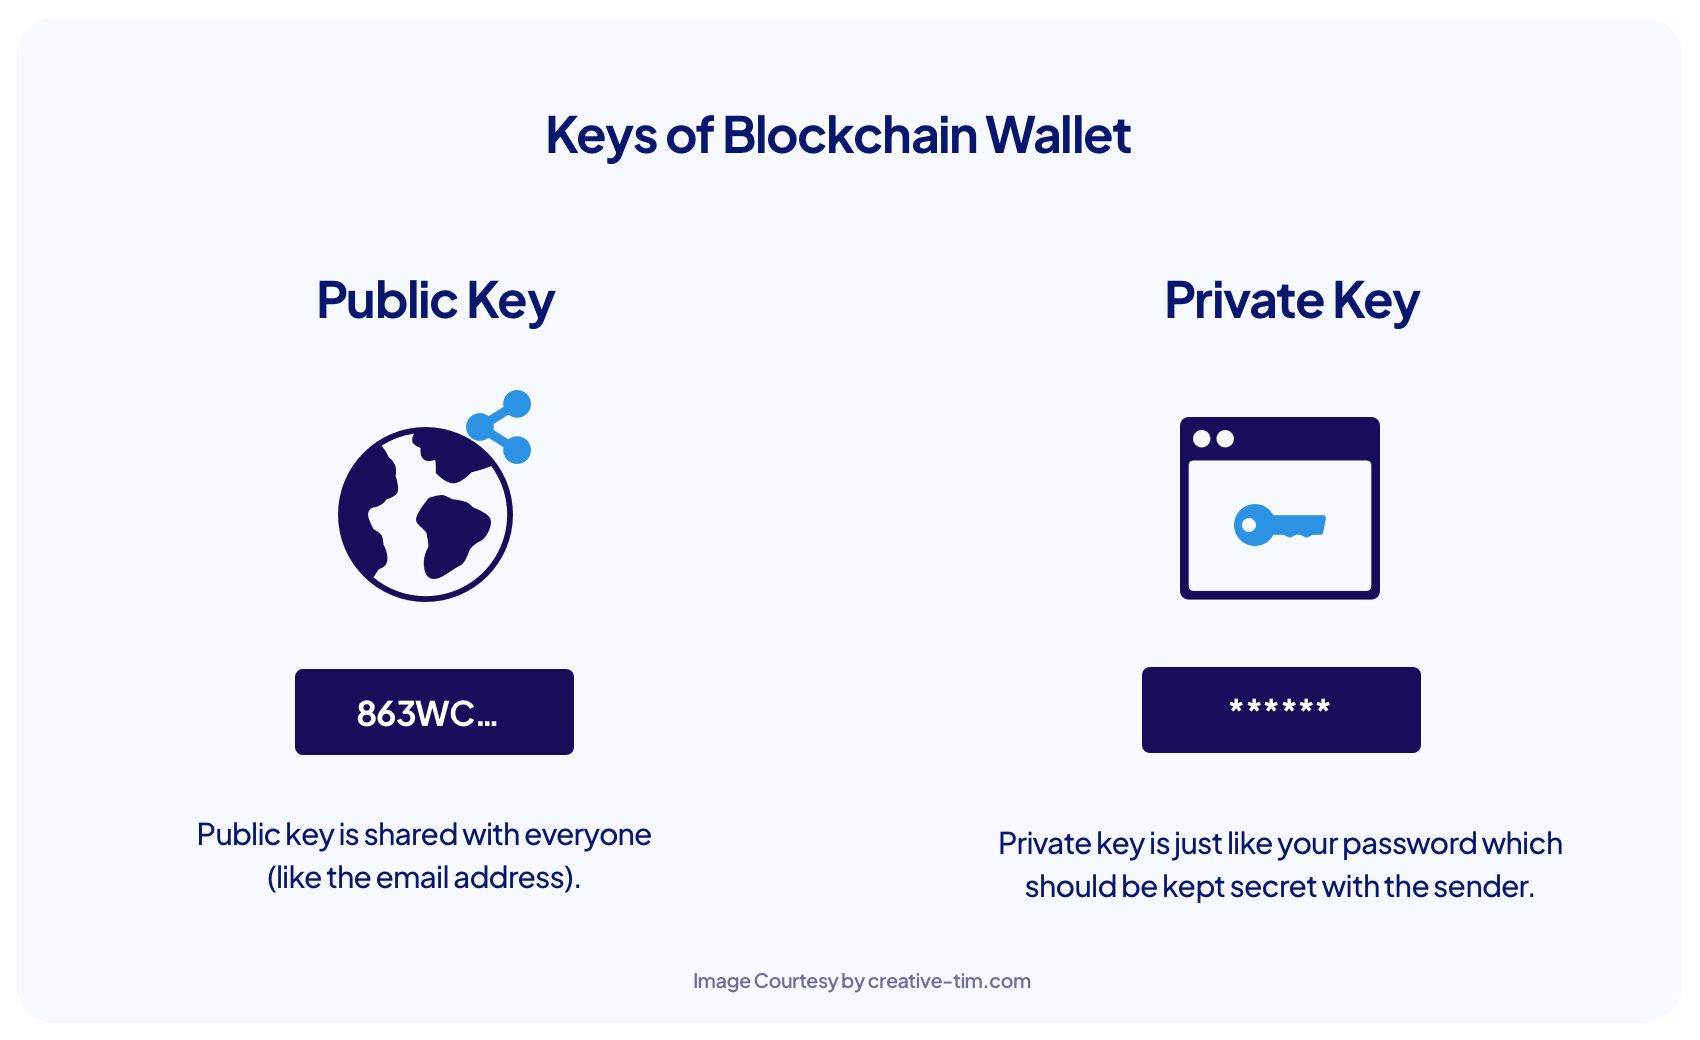 Keys of Blockchain Wallet
Public Key
Private Key
863WC...
******
Public key is shared with everyone
(like the email address).
Private key is just like your password which
should be kept secret with the sender.
Image Courtesy by creative-tim.com